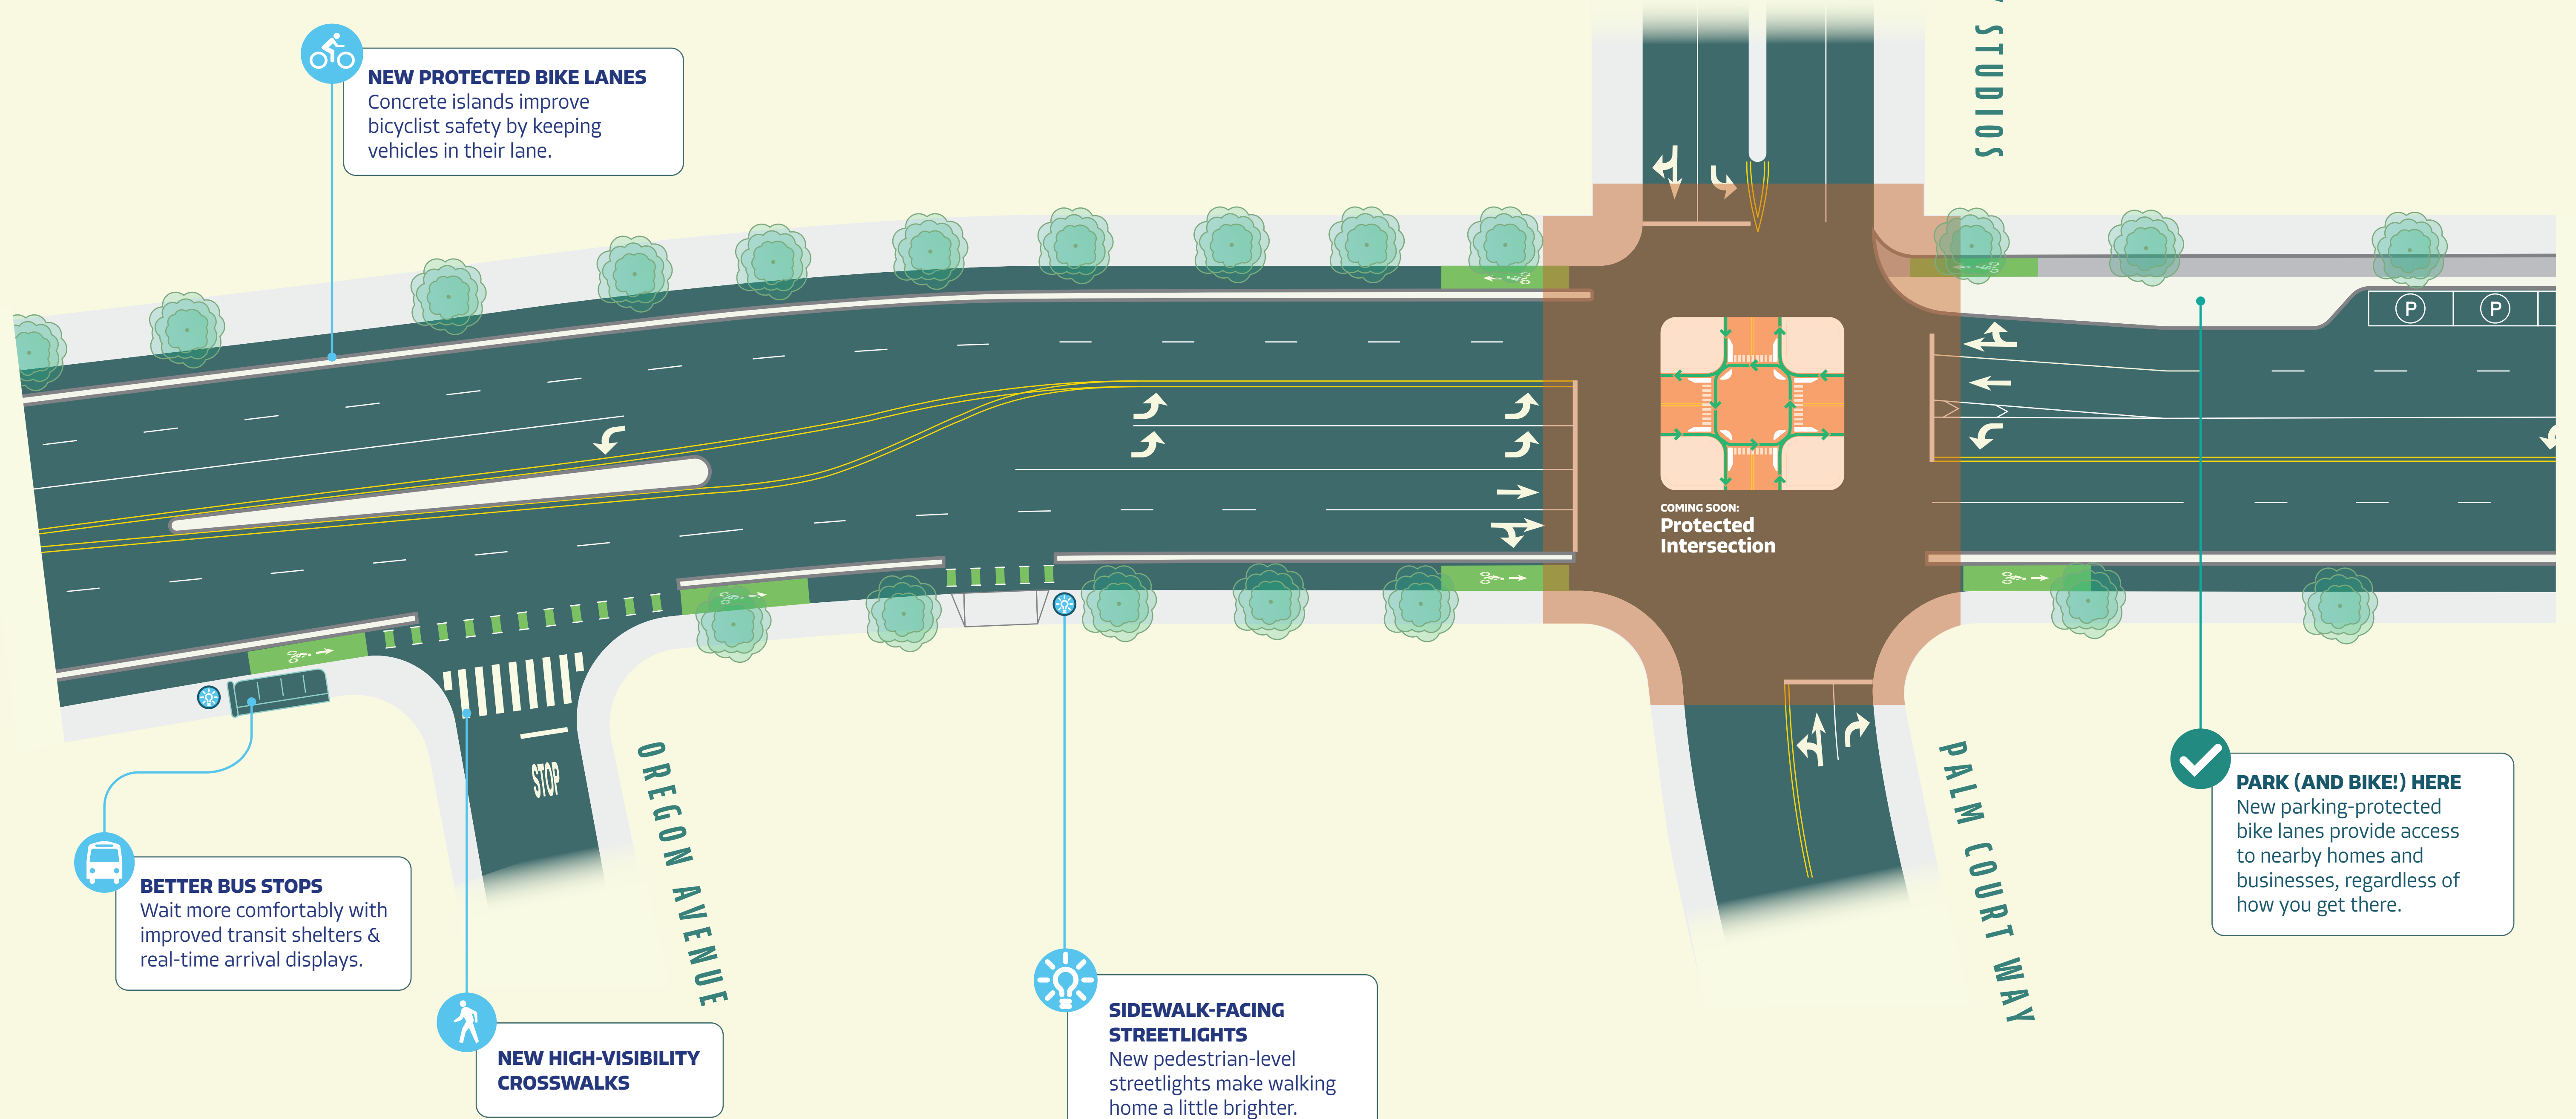 NEW PROTECTED BIKE LANES
Concrete islands improve
bicyclist safety by keeping
vehicles in their lane.
STUDIOS
P
P
COMING SOON:
Protected
Intersection
STOP
OREGON AVENUE
PALM COURT WAY
PARK (AND BIKE!) HERE
New parking-protected
bike lanes provide access
to nearby homes and
businesses, regardless of
how you get there.
BETTER BUS STOPS
Wait more comfortably with
improved transit shelters &
real-time arrival displays.
NEW HIGH-VISIBILITY
CROSSWALKS
SIDEWALK-FACING
STREETLIGHTS
New pedestrian-level
streetlights make walking
home a little brighter.